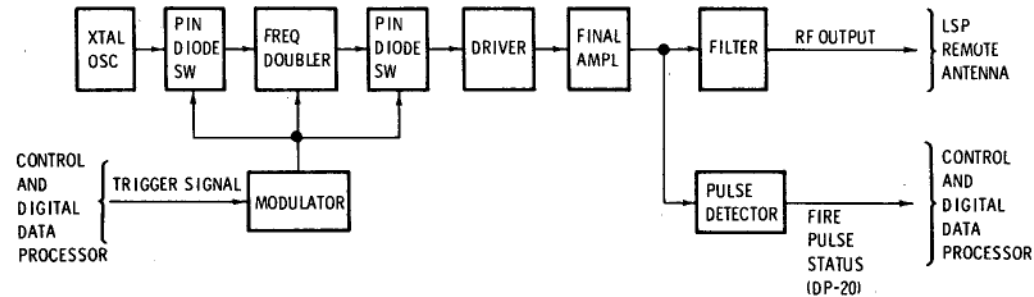 XTAL
OSC
PIN
DIODE
SW
FREQ
DOUBLER
PIN
DIODE
SW
DRIVER
FINAL
AMPL
FILTER
RF OUTPUT
LSP
REMOTE
ANTENNA
CONTROL
AND
DIGITAL
DATA
PROCESSOR
TRIGGER SIGNAL
MODULATOR
PULSE
DETECTOR
FIRE
PULSE
STATUS
(DP-20)
CONTROL
AND
DIGITAL
DATA
PROCESSOR